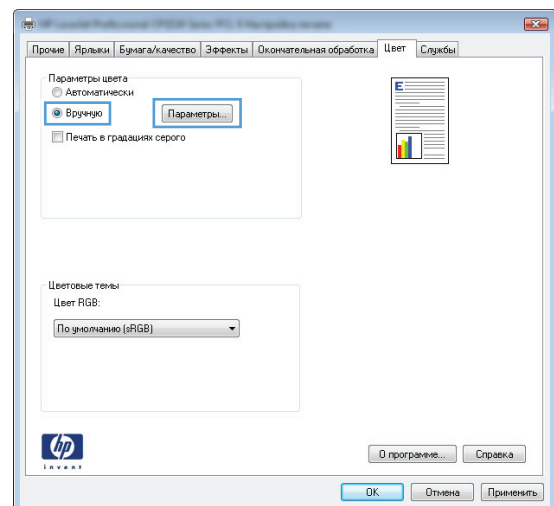 Прочие Ярлыки Бумага/качество Эффекты Окончательная обработка Цвет Службы
Параметры цвета
Автоматически
Вручную Параметры...
Печать в градациях серого
E
Цветовые темы
Цвет RGB:
По умолчанию (sRGB)
hp
invent
О программе... Справка
OK Отмена Применить